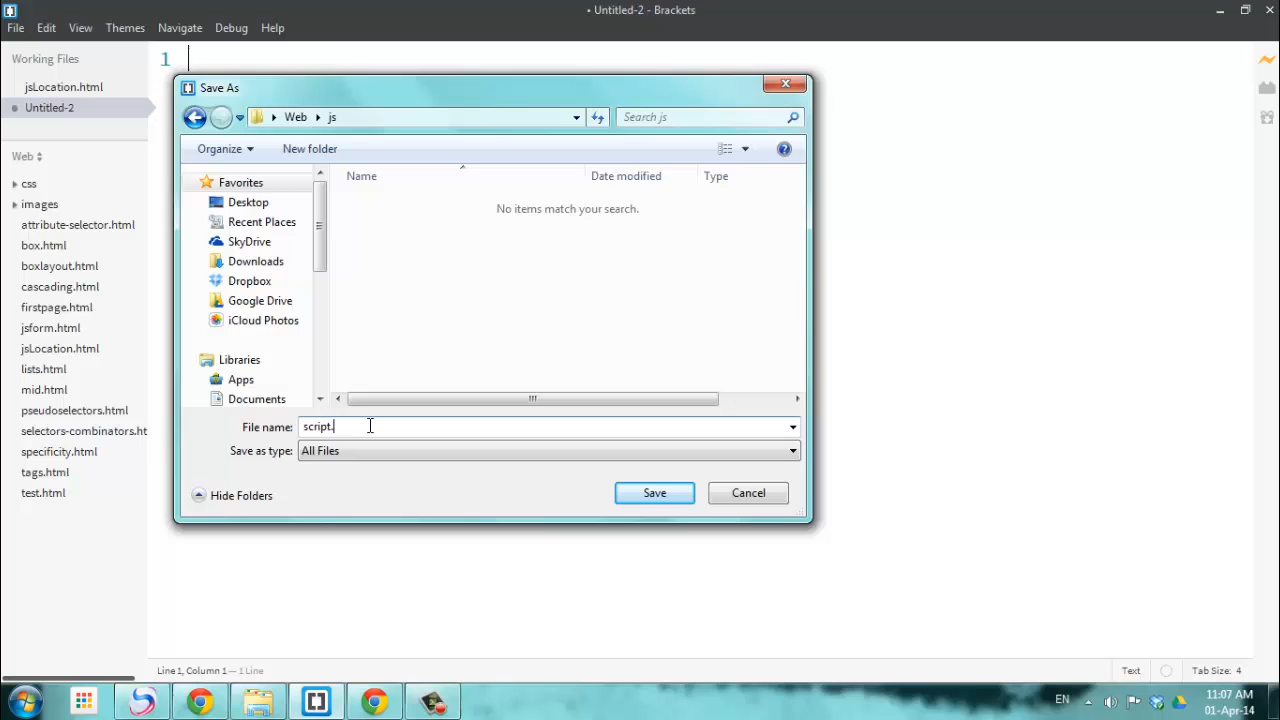 • Untitled-2 - Brackets
File Edit View Themes Navigate Debug Help
Working Files
jsLocation.html
Untitled-2
Web
css
images
attribute-selector.html
box.html
boxlayout.html
cascading.html
firstpage.html
jsform.html
jsLocation.html
lists.html
mid.html
pseudoselectors.html
selectors-combinators.ht
specificity.html
tags.html
test.html
1
Save As
Web js
Search js
Organize New folder
Favorites
Desktop
Recent Places
SkyDrive
Downloads
Dropbox
Google Drive
iCloud Photos
Libraries
Apps
Documents
Name Date modified Type
No items match your search.
File name: script.
Save as type: All Files
Hide Folders Save Cancel
Line 1, Column 1 — 1 Line Text Tab Size: 4
EN 11:07 AM
01-Apr-14